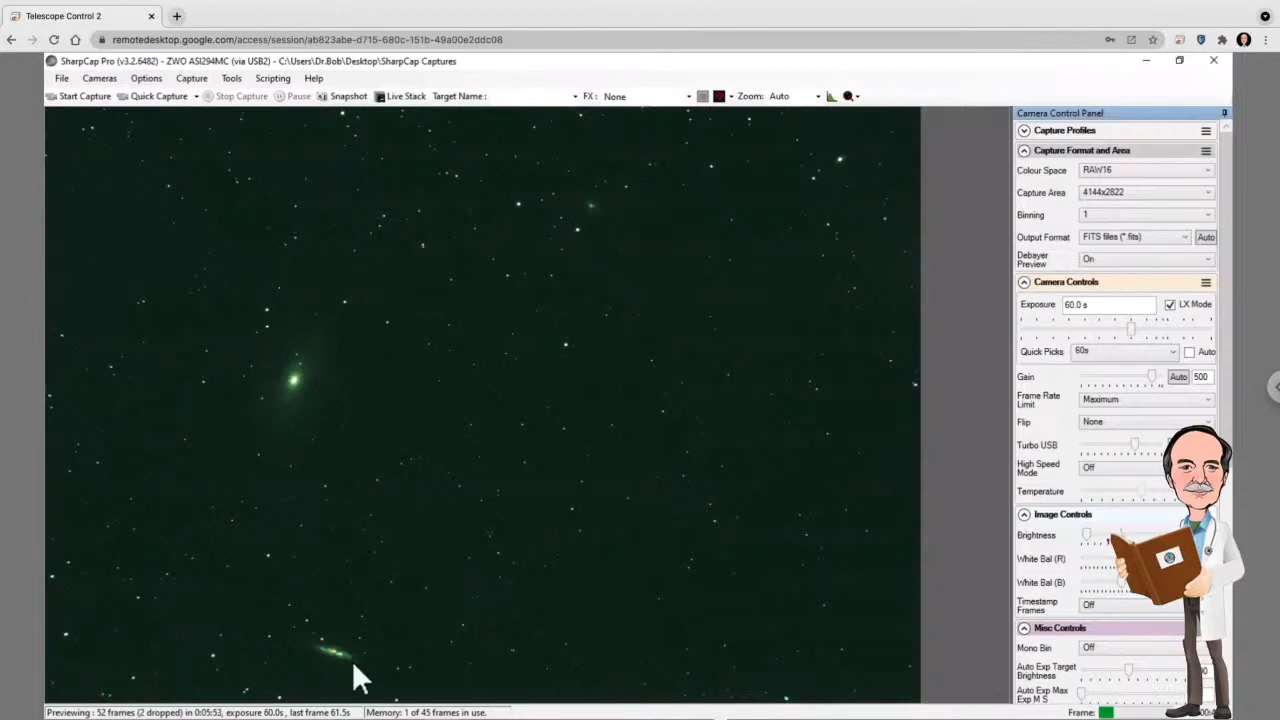 Telescope Control 2
remotedesktop.google.com/access/session/ab823abe-d715-680c-151b-49a00e2ddc08
SharpCap Pro (v3.2.6482) - ZWO ASI294MC (via USB2) - C:\Users\Dr.Bob\Desktop\SharpCap Captures
File Cameras Options Capture Tools Scripting Help
Start Capture Quick Capture Stop Capture Pause Snapshot Live Stack Target Name : FX : None Zoom: Auto
Camera Control Panel
Capture Profiles
Capture Format and Area
Colour Space RAW16
Capture Area 4144x2822
Binning 1
Output Format FITS files (*.fits) Auto
Debayer Preview On
Camera Controls
Exposure 60.0 s LX Mode
Quick Picks 60s Auto
Gain Auto 500
Frame Rate Limit Maximum
Flip None
Turbo USB
High Speed Mode Off
Temperature
Image Controls
Brightness
White Bal (R)
White Bal (B)
Timestamp Frames Off
Misc Controls
Mono Bin Off
Auto Exp Target Brightness
Auto Exp Max Exp M S
Previewing : 52 frames (2 dropped) in 0:05:53, exposure 60.0s , last frame 61.5s Memory: 1 of 45 frames in use. Frame: